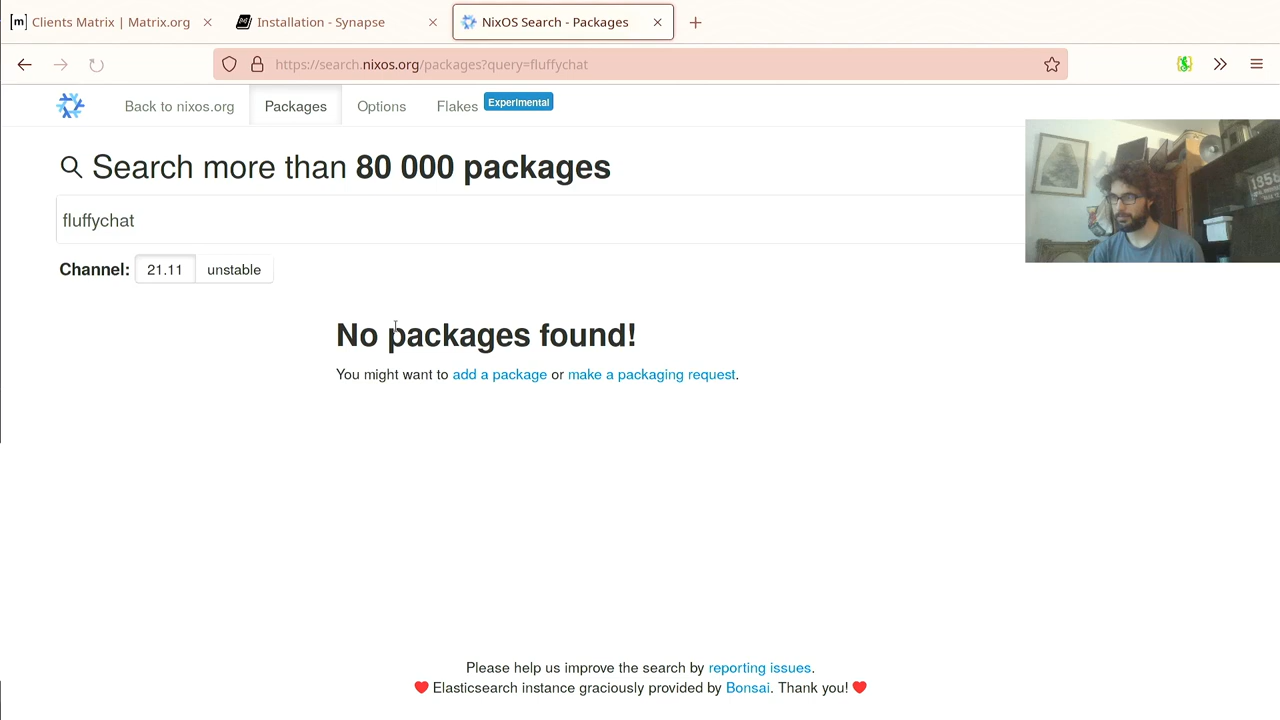 [m] Clients Matrix | Matrix.org
Installation - Synapse
NixOS Search - Packages
https://search.nixos.org/packages?query=fluffychat
Back to nixos.org
Packages
Options
Flakes
Experimental
Search more than 80 000 packages
fluffychat
Channel:
21.11
unstable
1358
No packages found!
You might want to add a package or make a packaging request.
Please help us improve the search by reporting issues.
Elasticsearch instance graciously provided by Bonsai. Thank you!